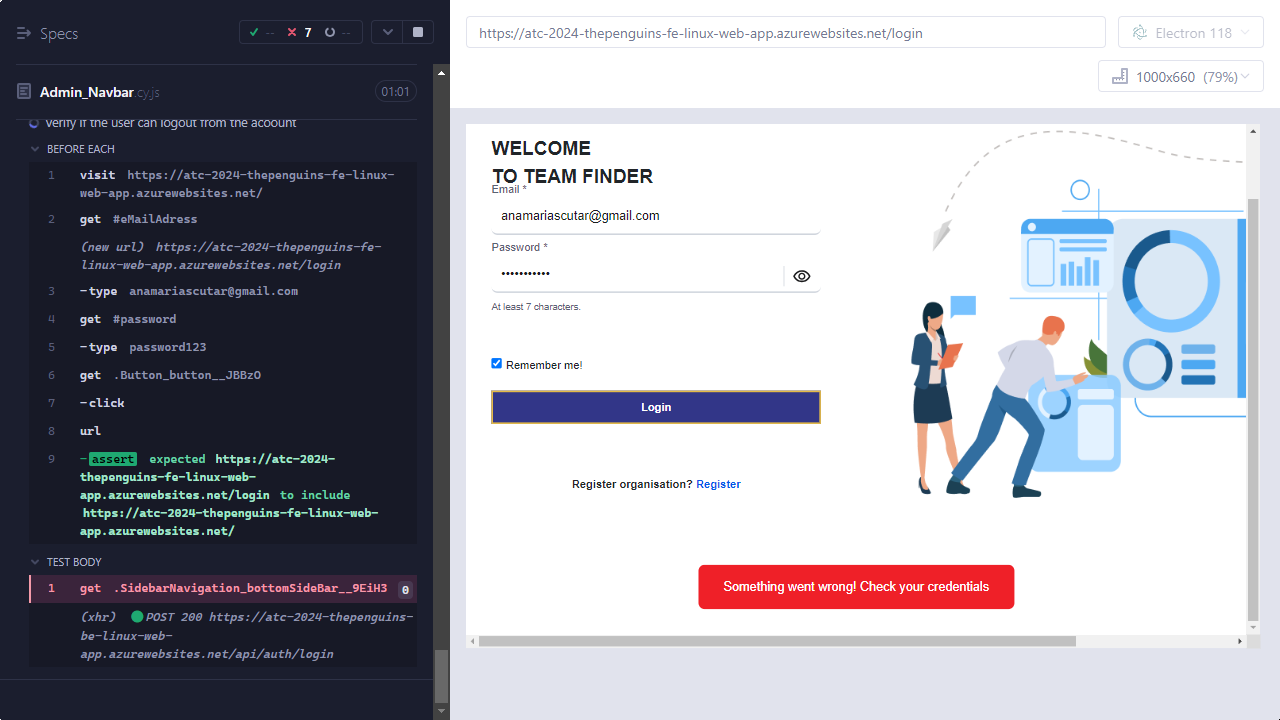 Specs
-- 7 --
Admin_Navbar.cy.js 01:01
verify if the user can logout from the acoount
BEFORE EACH
1 visit https://atc-2024-thepenguins-fe-linux-
web-app.azurewebsites.net/
2 get #eMailAdress
(new url) https://atc-2024-thepenguins-fe-
linux-web-app.azurewebsites.net/login
3 -type anamariascutar@gmail.com
4 get #password
5 -type password123
6 get .Button_button__JBBzO
7 -click
8 url
9 -assert expected https://atc-2024-
thepenguins-fe-linux-web-
app.azurewebsites.net/login to include
https://atc-2024-thepenguins-fe-linux-web-
app.azurewebsites.net/
TEST BODY
1 get .SidebarNavigation_bottomSideBar__9EiH3 0
(xhr) POST 200 https://atc-2024-thepenguins-
be-linux-web-
app.azurewebsites.net/api/auth/login
https://atc-2024-thepenguins-fe-linux-web-app.azurewebsites.net/login
Electron 118
1000x660 (79%)
WELCOME
TO TEAM FINDER
Email *
anamariascutar@gmail.com
Password *
•••••••••••
At least 7 characters.
Remember me!
Login
Register organisation? Register
Something went wrong! Check your credentials